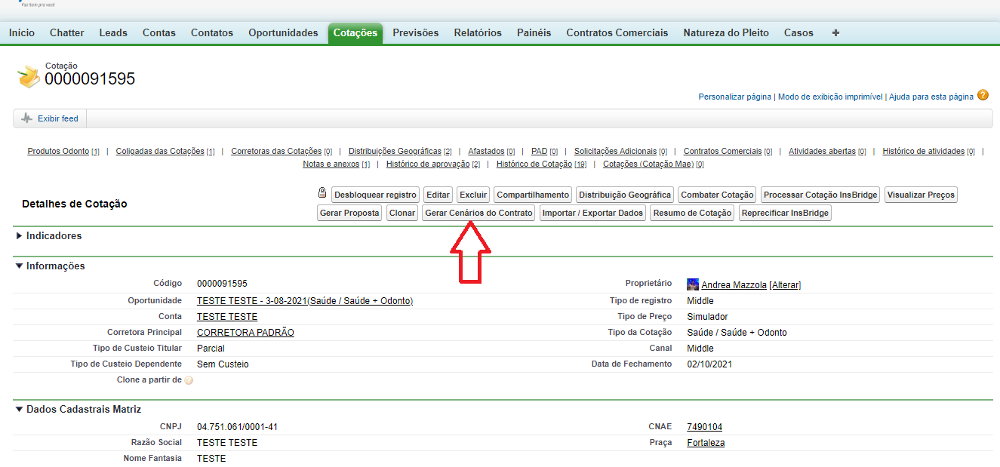 Faz bem pra você
Início Chatter Leads Contas Contatos Oportunidades Cotações Previsões Relatórios Painéis Contratos Comerciais Natureza do Pleito Casos +
Cotação
0000091595
Personalizar página | Modo de exibição imprimível | Ajuda para esta página ?
Exibir feed
Produtos Odonto [1] | Coligadas das Cotações [1] | Corretoras das Cotações [0] | Distribuições Geográficas [2] | Afastados [0] | PAD [0] | Solicitações Adicionais [0] | Contratos Comerciais [0] | Atividades abertas [0] | Histórico de atividades [0] |
Notas e anexos [1] | Histórico de aprovação [2] | Histórico de Cotação [19] | Cotações (Cotação Mae) [0]
Detalhes de Cotação
Desbloquear registro Editar Excluir Compartilhamento Distribuição Geográfica Combater Cotação Processar Cotação InsBridge Visualizar Preços
Gerar Proposta Clonar Gerar Cenários do Contrato Importar / Exportar Dados Resumo de Cotação Reprecificar InsBridge
Indicadores
Informações
Código 0000091595 Proprietário Andrea Mazzola [Alterar]
Oportunidade TESTE TESTE - 3-08-2021(Saúde / Saúde + Odonto) Tipo de registro Middle
Conta TESTE TESTE Tipo de Preço Simulador
Corretora Principal CORRETORA PADRÃO Tipo da Cotação Saúde / Saúde + Odonto
Tipo de Custeio Titular Parcial Canal Middle
Tipo de Custeio Dependente Sem Custeio Data de Fechamento 02/10/2021
Clone a partir de
Dados Cadastrais Matriz
CNPJ 04.751.061/0001-41 CNAE 7490104
Razão Social TESTE TESTE Praça Fortaleza
Nome Fantasia TESTE